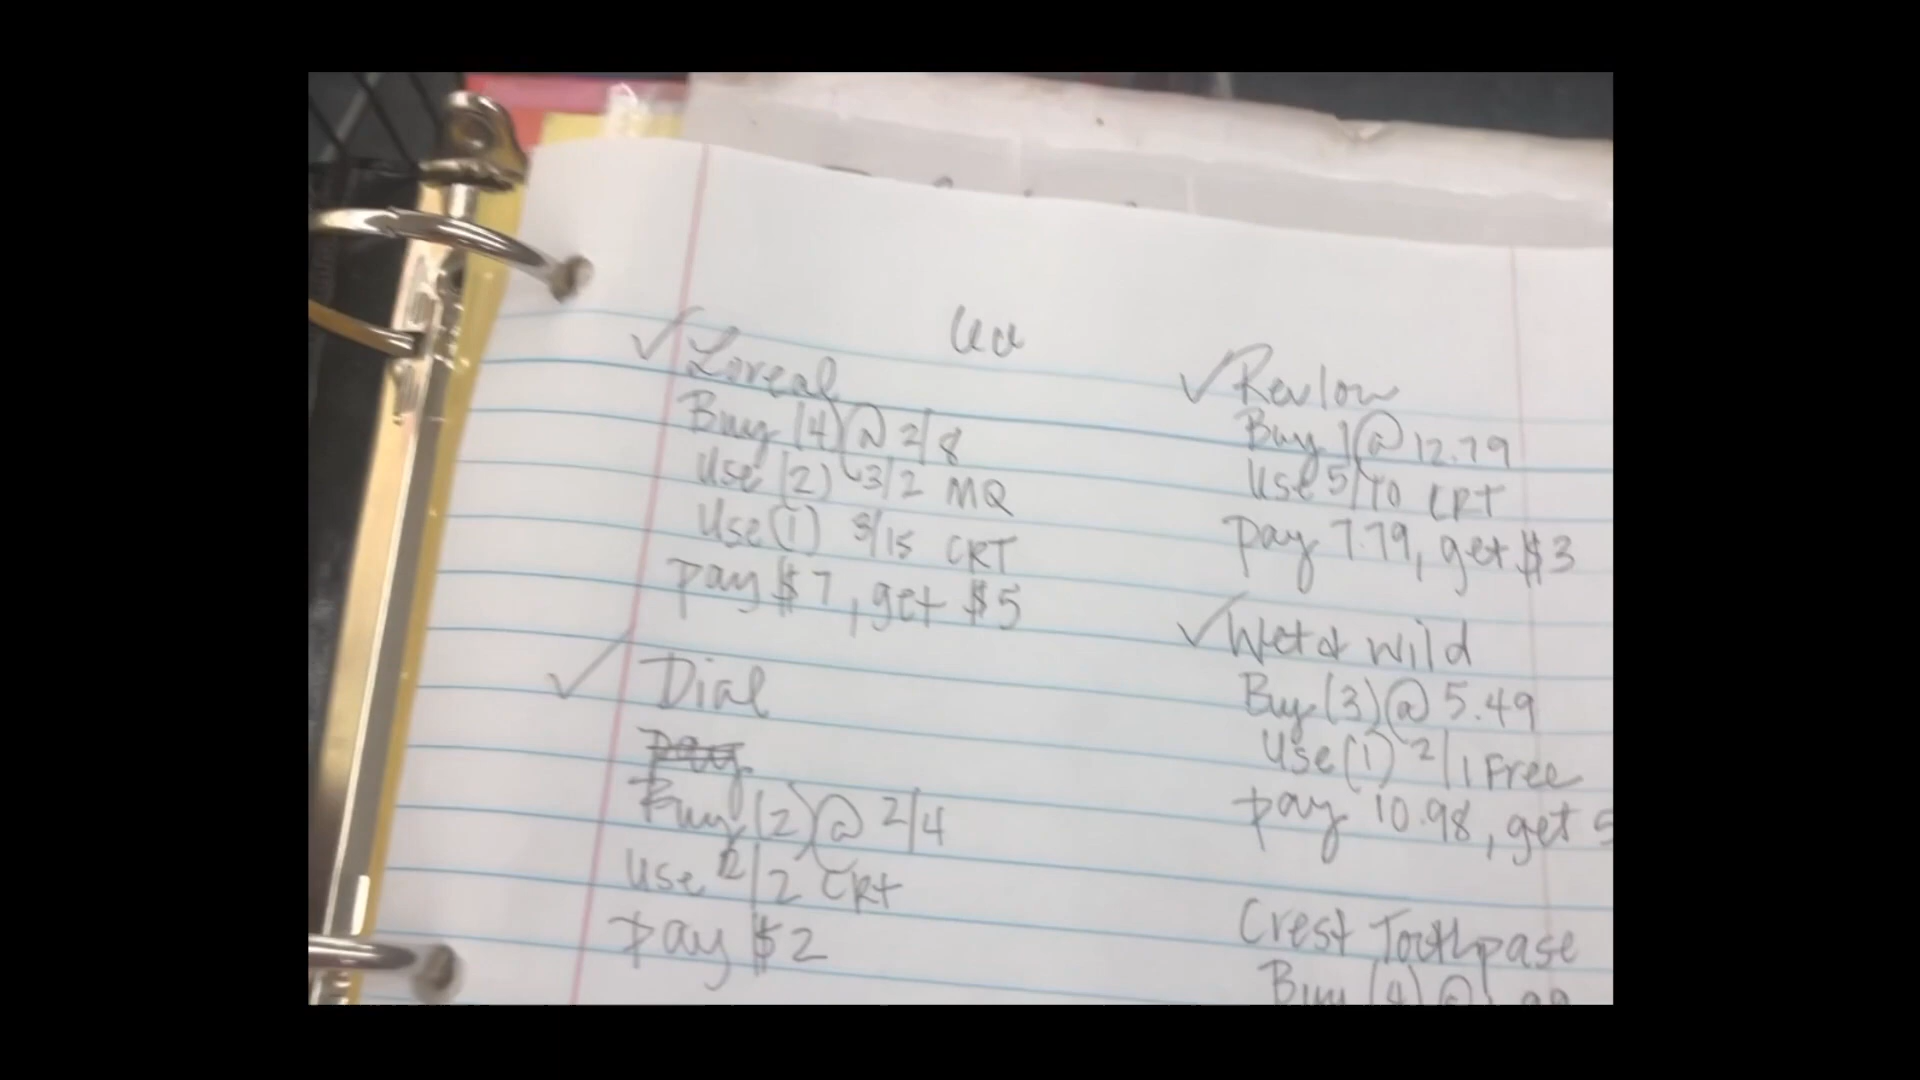 ✓ Loreal
Buy (4) @ 2/8
Use (2) 3/2 MQ
Use (1) 3/15 CRT
pay $7, get $5
✓ Dial
pay
Buy (2) @ 2/4
Use 2/2 CRT
pay $2
✓ Revlon
Buy 1 @ 12.79
Use 5/10 CRT
pay 7.79, get $3
✓ Wet & Wild
Buy (3) @ 5.49
Use (1) 2/1 Free
pay 10.98, get 5
Crest Toothpase
Buy (4) @